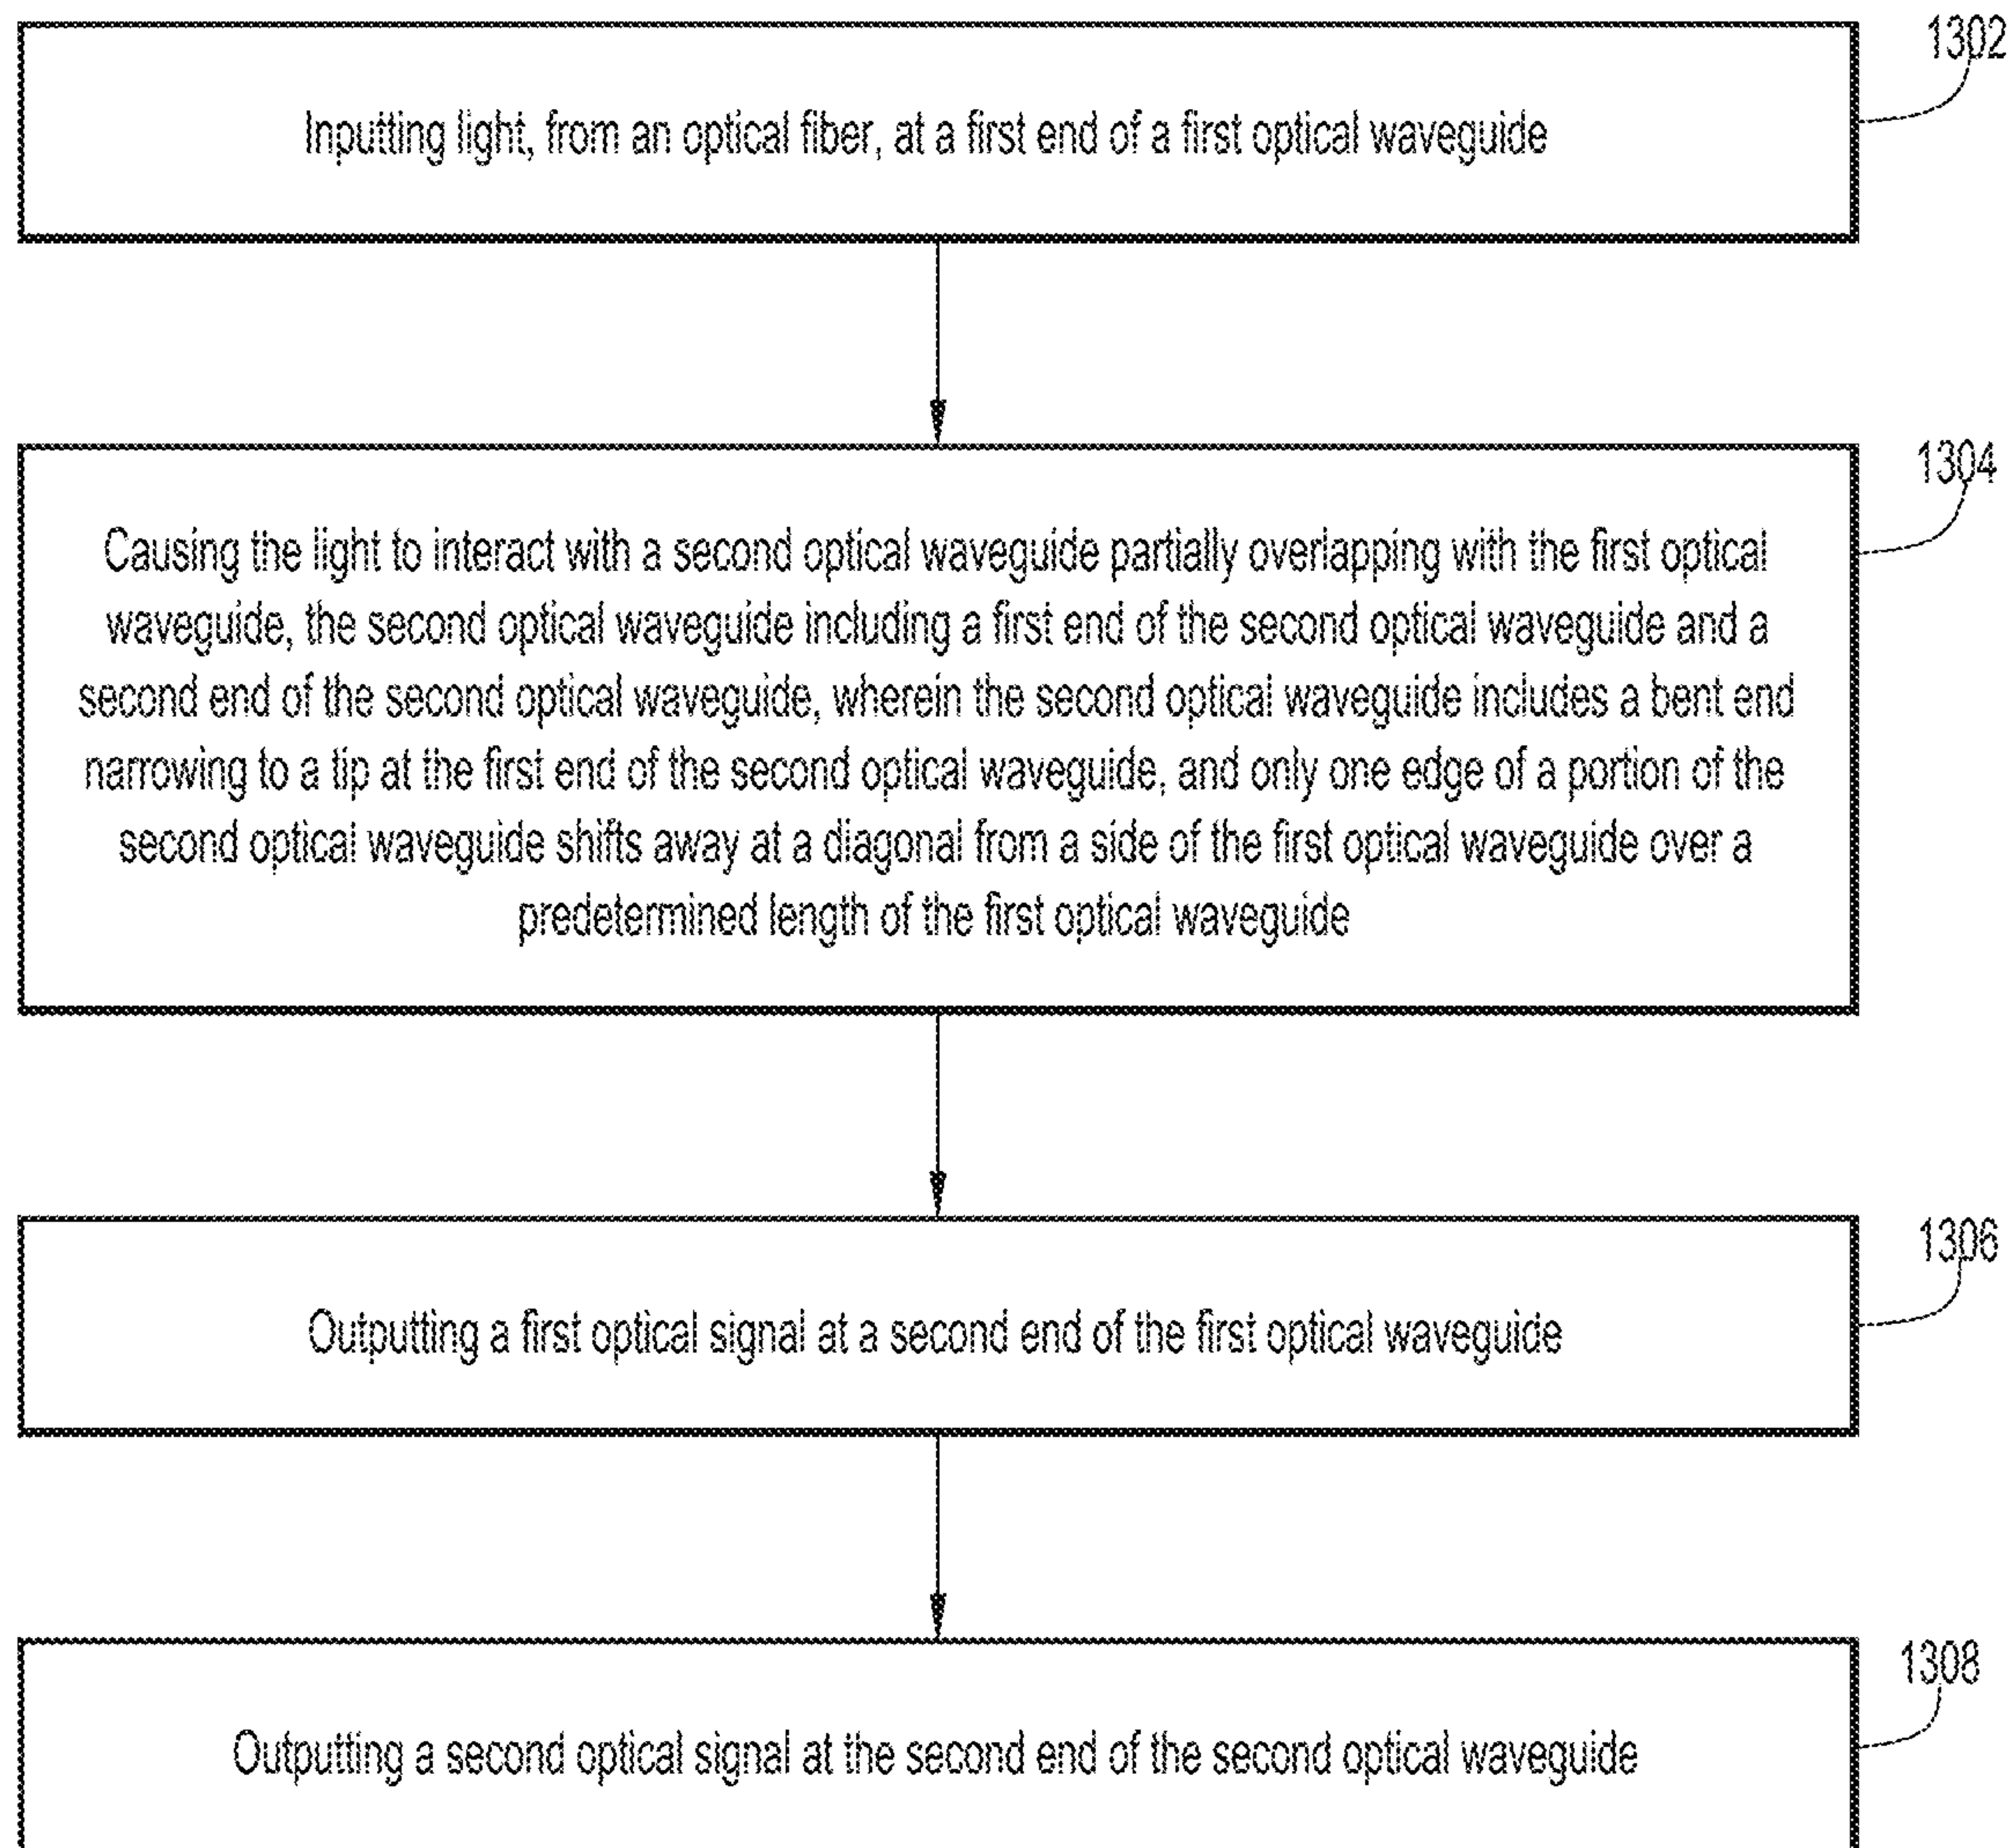 1302
Inputting light, from an optical fiber, at a first end of a first optical waveguide
1304
Causing the light to interact with a second optical waveguide partially overlapping with the first optical
waveguide, the second optical waveguide including a first end of the second optical waveguide and a
second end of the second optical waveguide, wherein the second optical waveguide includes a bent end
narrowing to a tip at the first end of the second optical waveguide, and only one edge of a portion of the
second optical waveguide shifts away at a diagonal from a side of the first optical waveguide over a
predetermined length of the first optical waveguide
1306
Outputting a first optical signal at a second end of the first optical waveguide
1308
Outputting a second optical signal at the second end of the second optical waveguide